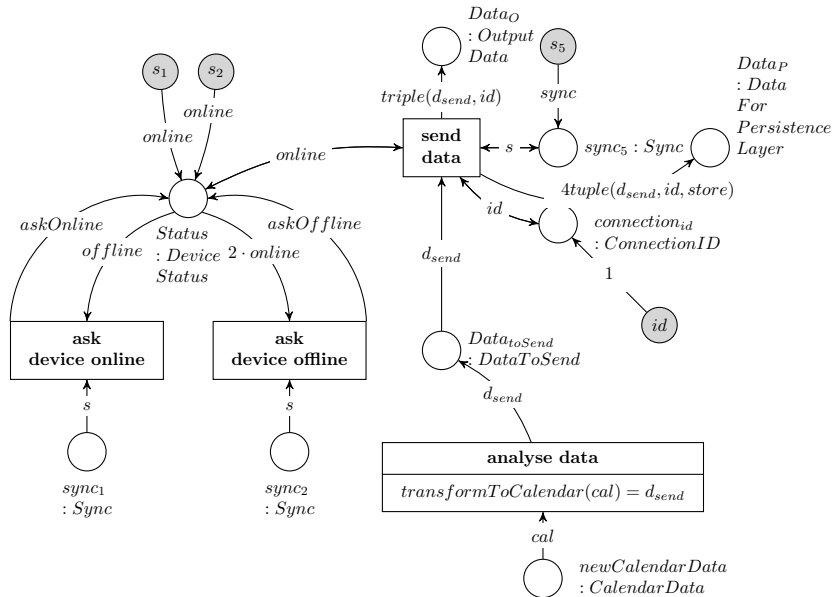 Data_O
: Output
Data
s_1
s_2
s_5
Data_P
: Data
For
Persistence
Layer
online
online
triple(d_send, id)
sync
send
data
online
s
sync_5 : Sync
4tuple(d_send, id, store)
id
connection_id
: ConnectionID
askOnline
askOffline
Status
: Device
Status
offline
2 · online
d_send
1
id
ask
device online
ask
device offline
Data_toSend
: DataToSend
s
s
d_send
sync_1
: Sync
sync_2
: Sync
analyse data
transformToCalendar(cal) = d_send
cal
newCalendarData
: CalendarData